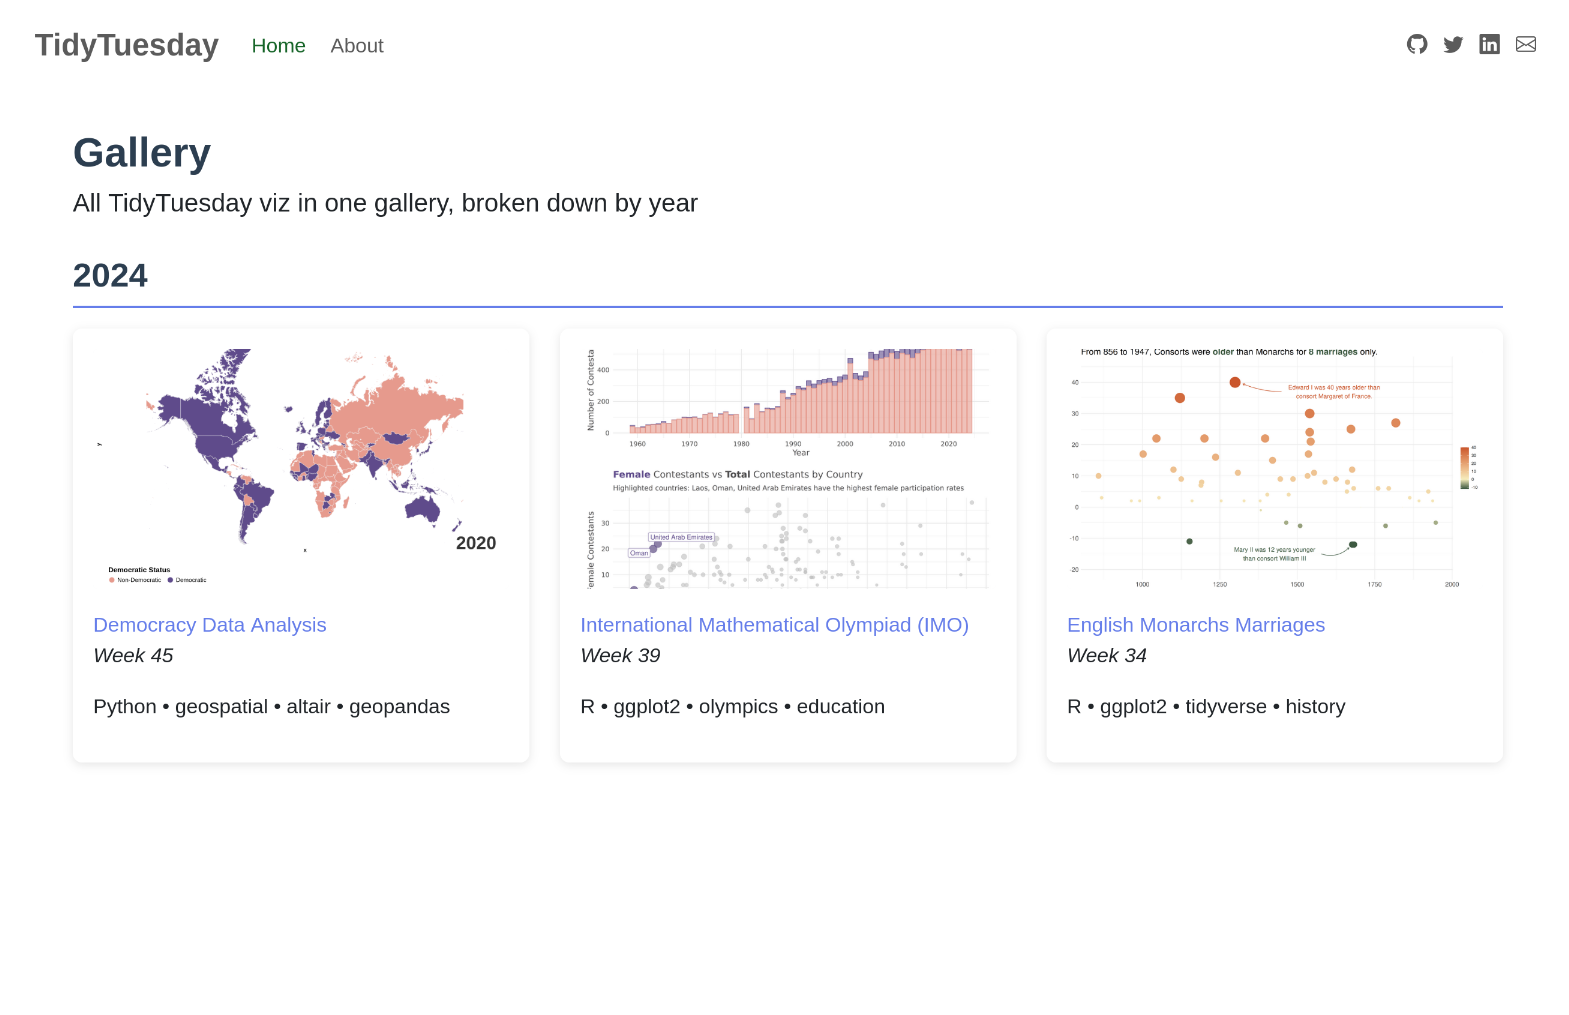 TidyTuesday Home About
Gallery
All TidyTuesday viz in one gallery, broken down by year
2024
y
x
2020
Democratic Status
Non-Democratic Democratic
Democracy Data Analysis
Week 45
Python • geospatial • altair • geopandas
Number of Contesta
400
200
0
1960 1970 1980 1990 2000 2010 2020
Year
Female Contestants vs Total Contestants by Country
Highlighted countries: Laos, Oman, United Arab Emirates have the highest female participation rates
emale Contestants
30
20
10
United Arab Emirates
Oman
International Mathematical Olympiad (IMO)
Week 39
R • ggplot2 • olympics • education
From 856 to 1947, Consorts were older than Monarchs for 8 marriages only.
40
30
20
10
0
-10
-20
Edward I was 40 years older than
consort Margaret of France.
Mary II was 12 years younger
than consort William III
40
30
20
10
0
-10
1000 1250 1500 1750 2000
English Monarchs Marriages
Week 34
R • ggplot2 • tidyverse • history